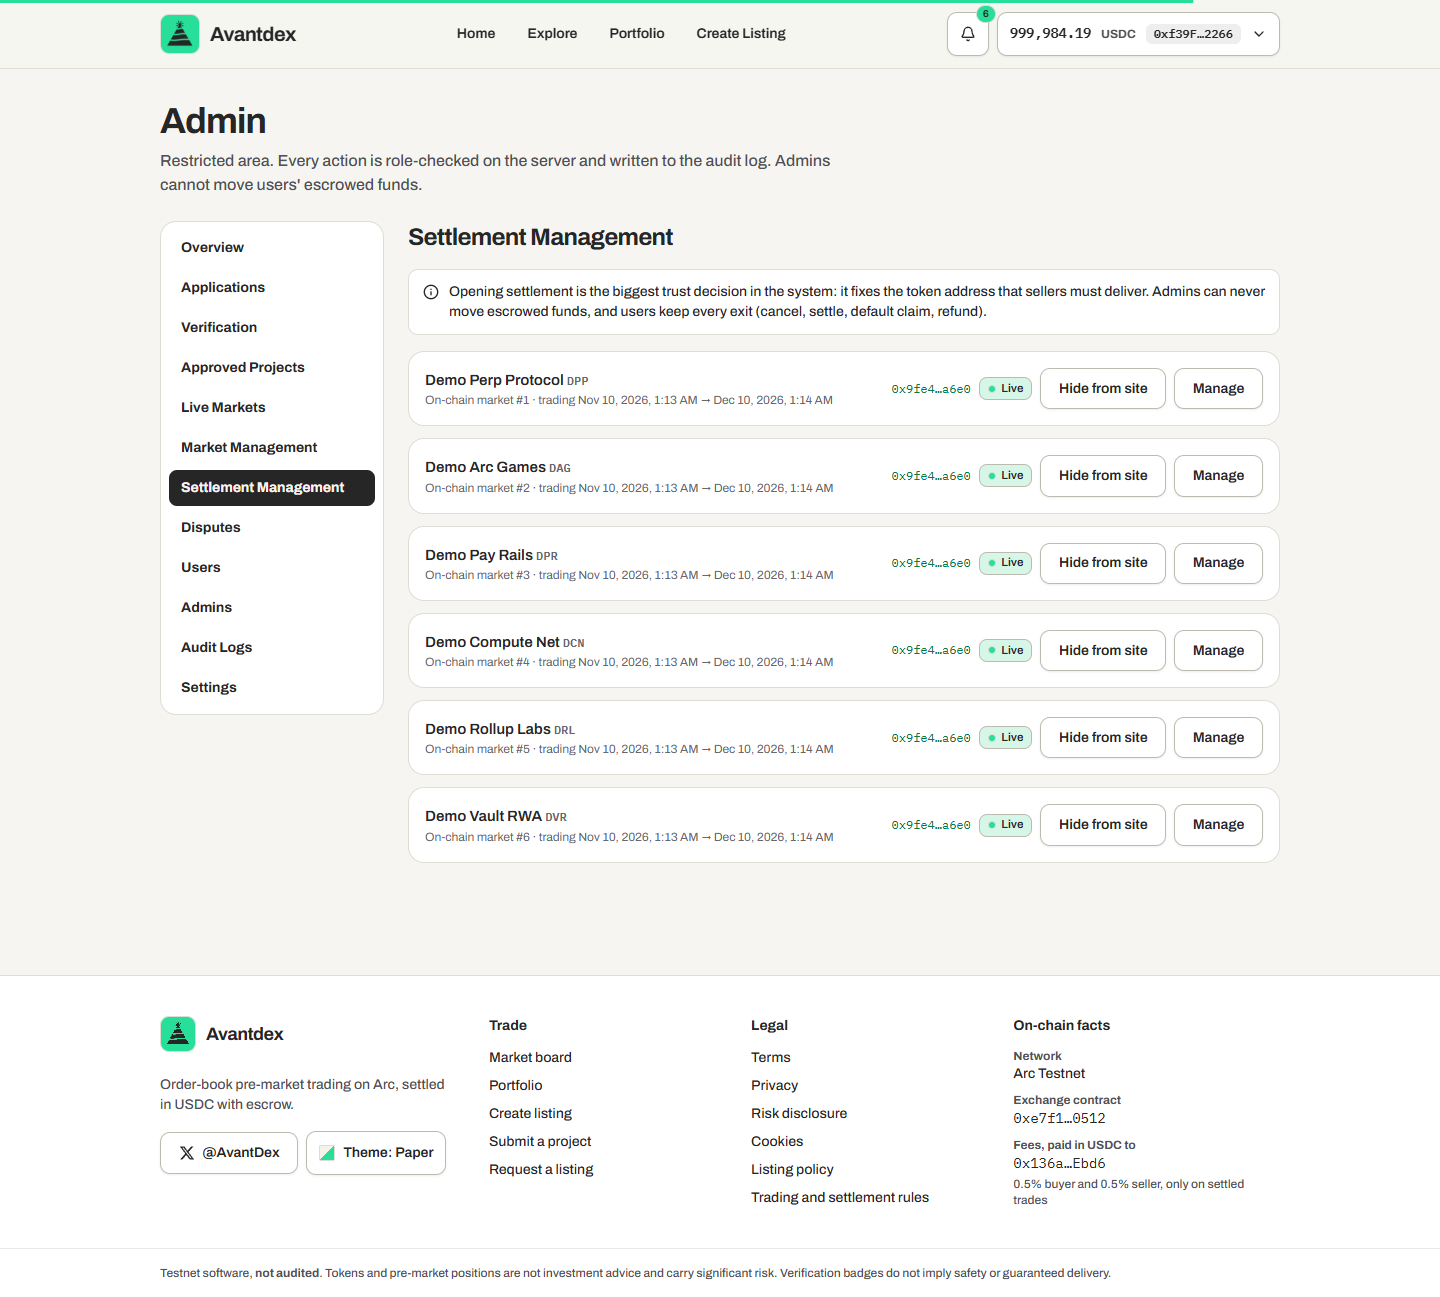 Avantdex
Home
Explore
Portfolio
Create Listing
6
999,984.19 USDC 0xf39F…2266
Admin
Restricted area. Every action is role-checked on the server and written to the audit log. Admins
cannot move users' escrowed funds.
Overview
Applications
Verification
Approved Projects
Live Markets
Market Management
Settlement Management
Disputes
Users
Admins
Audit Logs
Settings
Settlement Management
Opening settlement is the biggest trust decision in the system: it fixes the token address that sellers must deliver. Admins can never
move escrowed funds, and users keep every exit (cancel, settle, default claim, refund).
Demo Perp Protocol DPP
On-chain market #1 · trading Nov 10, 2026, 1:13 AM → Dec 10, 2026, 1:14 AM
0x9fe4…a6e0 Live Hide from site Manage
Demo Arc Games DAG
On-chain market #2 · trading Nov 10, 2026, 1:13 AM → Dec 10, 2026, 1:14 AM
0x9fe4…a6e0 Live Hide from site Manage
Demo Pay Rails DPR
On-chain market #3 · trading Nov 10, 2026, 1:13 AM → Dec 10, 2026, 1:14 AM
0x9fe4…a6e0 Live Hide from site Manage
Demo Compute Net DCN
On-chain market #4 · trading Nov 10, 2026, 1:13 AM → Dec 10, 2026, 1:14 AM
0x9fe4…a6e0 Live Hide from site Manage
Demo Rollup Labs DRL
On-chain market #5 · trading Nov 10, 2026, 1:13 AM → Dec 10, 2026, 1:14 AM
0x9fe4…a6e0 Live Hide from site Manage
Demo Vault RWA DVR
On-chain market #6 · trading Nov 10, 2026, 1:13 AM → Dec 10, 2026, 1:14 AM
0x9fe4…a6e0 Live Hide from site Manage
Avantdex
Order-book pre-market trading on Arc, settled
in USDC with escrow.
@AvantDex
Theme: Paper
Trade
Market board
Portfolio
Create listing
Submit a project
Request a listing
Legal
Terms
Privacy
Risk disclosure
Cookies
Listing policy
Trading and settlement rules
On-chain facts
Network
Arc Testnet
Exchange contract
0xe7f1…0512
Fees, paid in USDC to
0x136a…Ebd6
0.5% buyer and 0.5% seller, only on settled
trades
Testnet software, not audited. Tokens and pre-market positions are not investment advice and carry significant risk. Verification badges do not imply safety or guaranteed delivery.